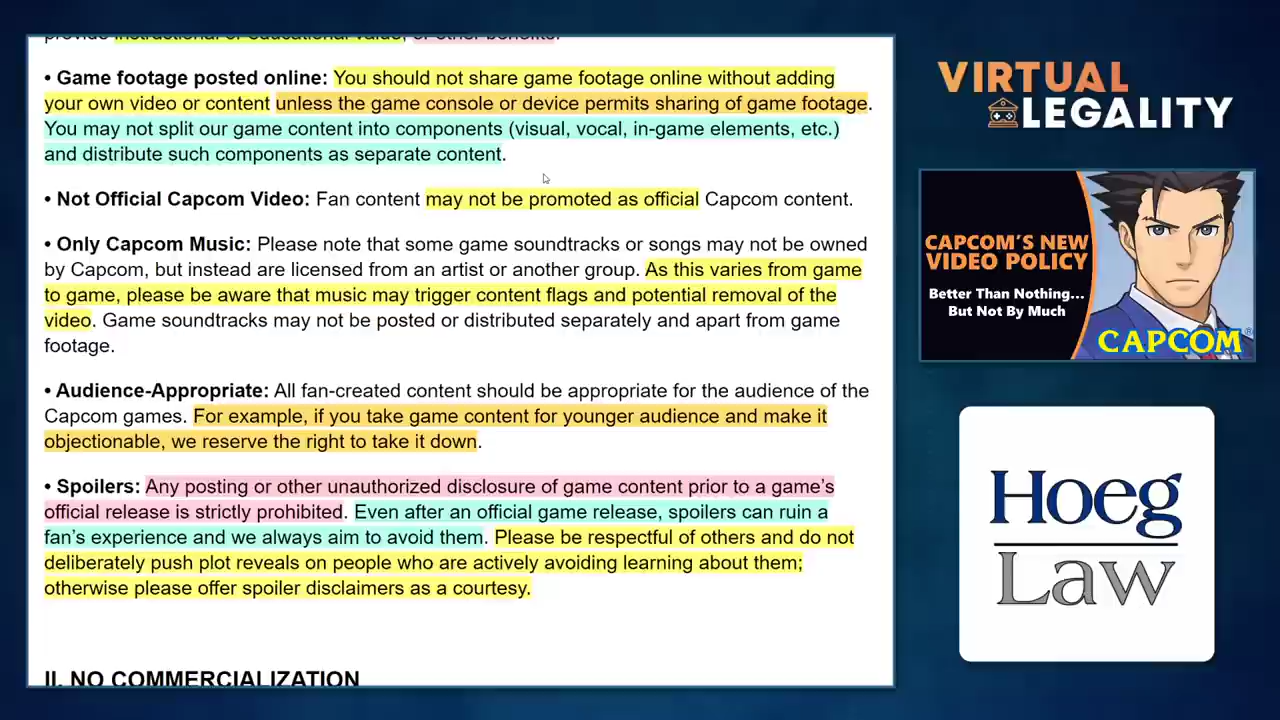 provide instructional or educational value, or other benefits.
• Game footage posted online: You should not share game footage online without adding
your own video or content unless the game console or device permits sharing of game footage.
You may not split our game content into components (visual, vocal, in-game elements, etc.)
and distribute such components as separate content.
• Not Official Capcom Video: Fan content may not be promoted as official Capcom content.
• Only Capcom Music: Please note that some game soundtracks or songs may not be owned
by Capcom, but instead are licensed from an artist or another group. As this varies from game
to game, please be aware that music may trigger content flags and potential removal of the
video. Game soundtracks may not be posted or distributed separately and apart from game
footage.
• Audience-Appropriate: All fan-created content should be appropriate for the audience of the
Capcom games. For example, if you take game content for younger audience and make it
objectionable, we reserve the right to take it down.
• Spoilers: Any posting or other unauthorized disclosure of game content prior to a game's
official release is strictly prohibited. Even after an official game release, spoilers can ruin a
fan's experience and we always aim to avoid them. Please be respectful of others and do not
deliberately push plot reveals on people who are actively avoiding learning about them;
otherwise please offer spoiler disclaimers as a courtesy.
II. NO COMMERCIALIZATION
VIRTUAL
LEGALITY
CAPCOM'S NEW
VIDEO POLICY
Better Than Nothing...
But Not By Much
CAPCOM®
Hoeg
Law